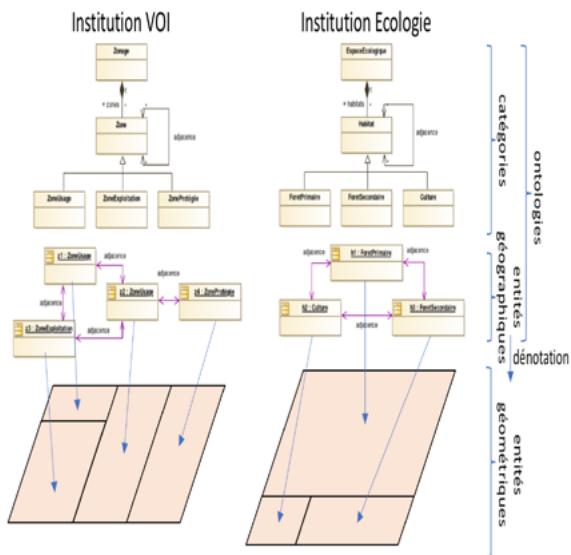 Institution VOI
Institution Ecologie
Zonage
+ zones
Zone
adjacence
ZoneUsage
ZoneExploitation
ZoneProtégée
z1 : ZoneUsage
adjacence
adjacence
z2 : ZoneUsage
adjacence
z4 : ZoneProtégie
z3 : ZoneExploitation
adjacence
EspaceEcologique
+ habitats
Habitat
adjacence
ForetPrimaire
ForetSecondaire
Culture
h1 : ForetPrimaire
adjacence
adjacence
h2 : Culture
adjacence
h3 : ForetSecondaire
catégories
ontologies
entités
géographiques
dénotation
entités
géométriques